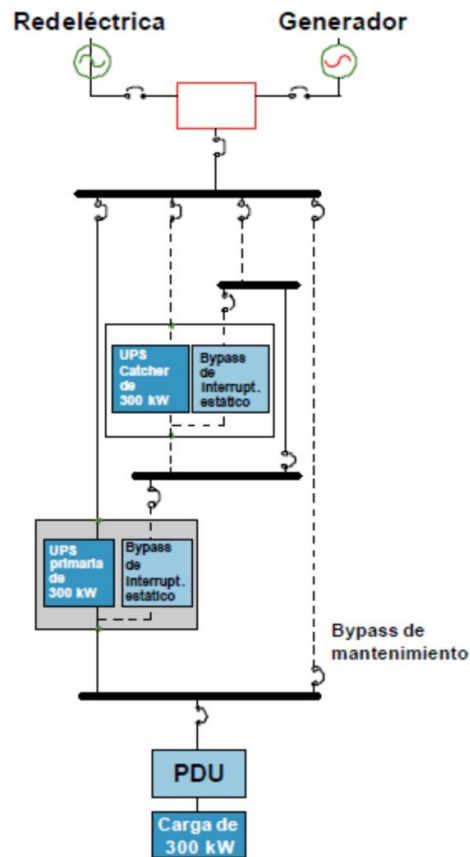 Redeléctrica
Generador
UPS
Catcher
de
300 kW
Bypass
de
Interrupt.
estático
UPS
primaria
de
300 kW
Bypass
de
Interrupt.
estático
Bypass de
mantenimiento
PDU
Carga de
300 kW